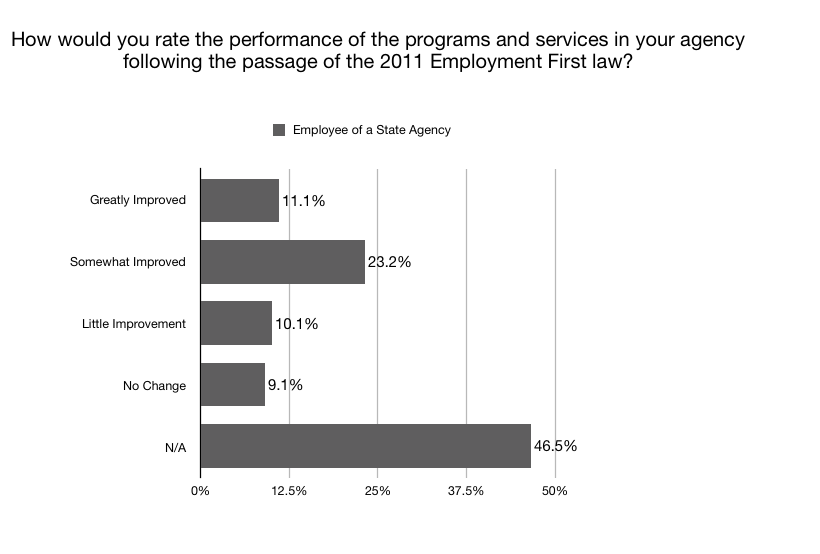 How would you rate the performance of the programs and services in your agency
following the passage of the 2011 Employment First law?
Employee of a State Agency
Greatly Improved 11.1%
Somewhat Improved 23.2%
Little Improvement 10.1%
No Change 9.1%
N/A 46.5%
0% 12.5% 25% 37.5% 50%